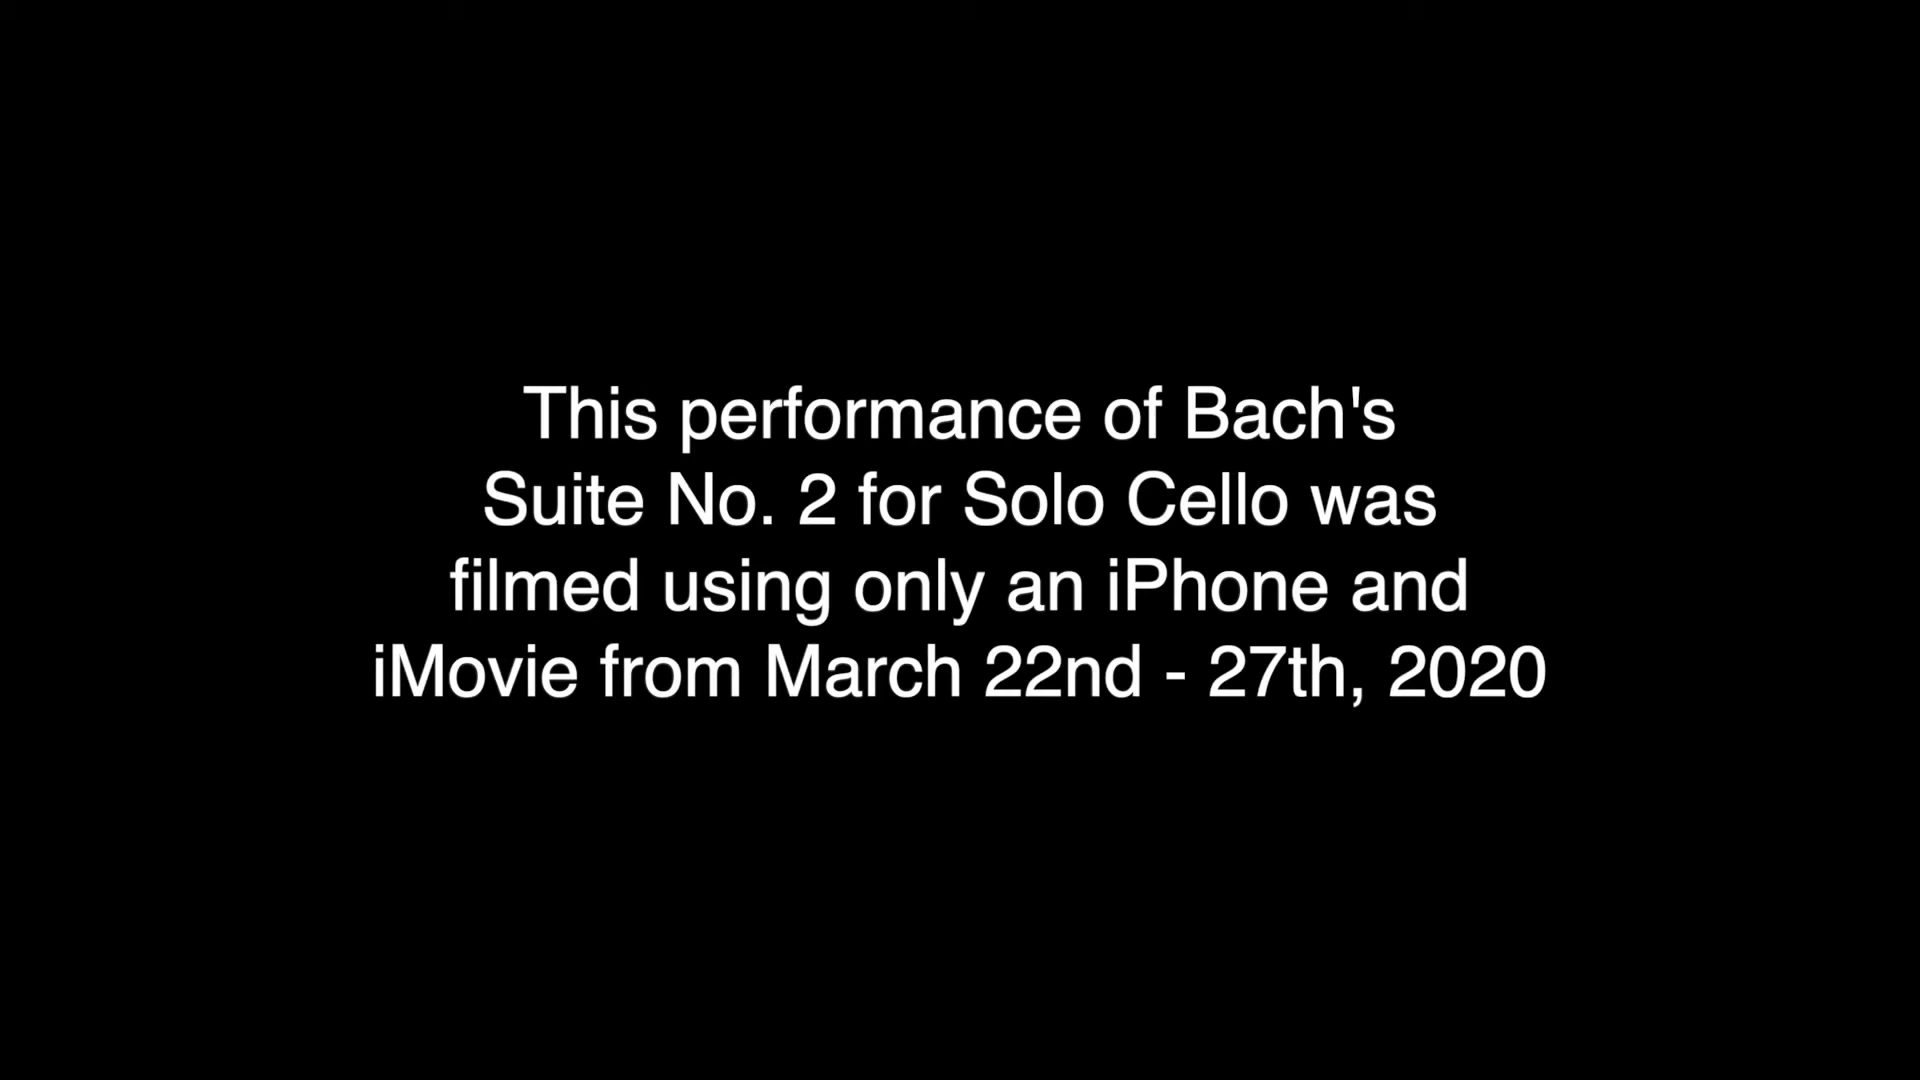 This performance of Bach's
Suite No. 2 for Solo Cello was
filmed using only an iPhone and
iMovie from March 22nd - 27th, 2020